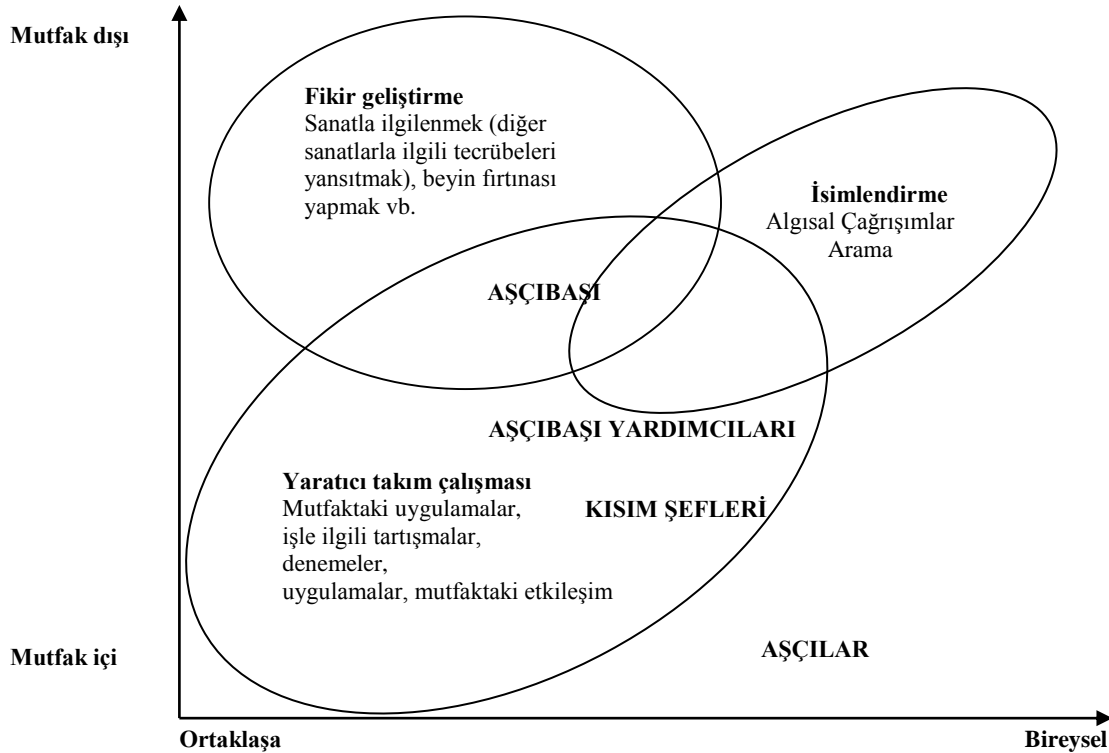 Mutfak dışı
Fikir geliştirme
Sanatla ilgilenmek (diğer
sanatlarla ilgili tecrübeleri
yansıtmak), beyin fırtınası
yapmak vb.
İsimlendirme
Algısal Çağrışımlar
Arama
AŞÇIBAŞI
AŞÇIBAŞI YARDIMCILARI
Yaratıcı takım çalışması
Mutfaktaki uygulamalar,
işle ilgili tartışmalar,
denemeler,
uygulamalar, mutfaktaki etkileşim
KISIM ŞEFLERİ
AŞÇILAR
Mutfak içi
Ortaklaşa
Bireysel